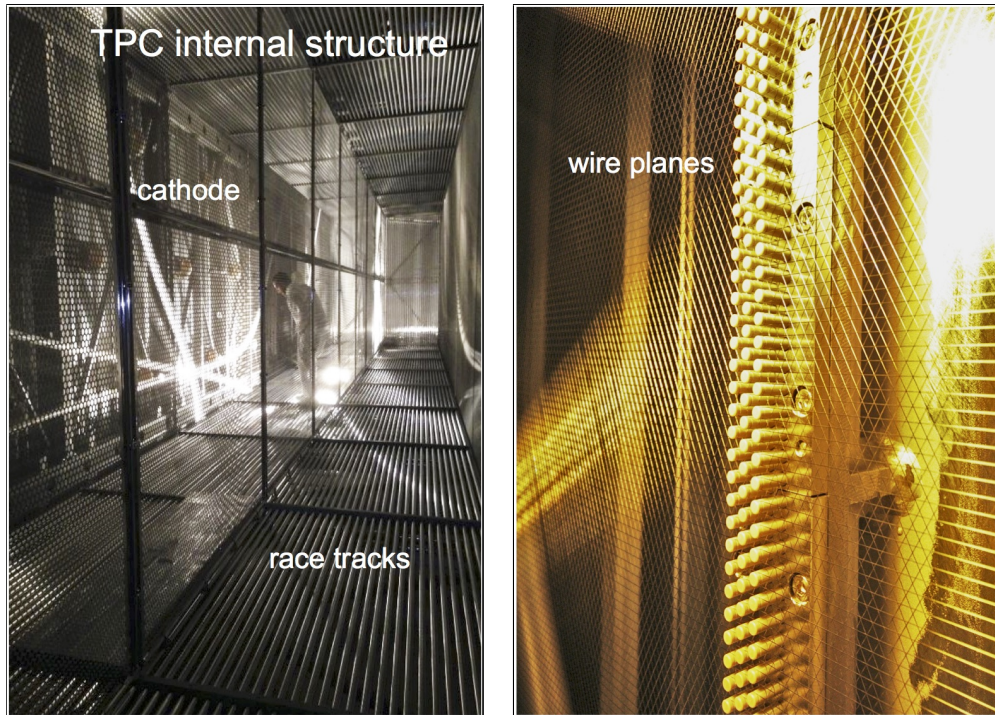 TPC internal structure
cathode
wire planes
race tracks